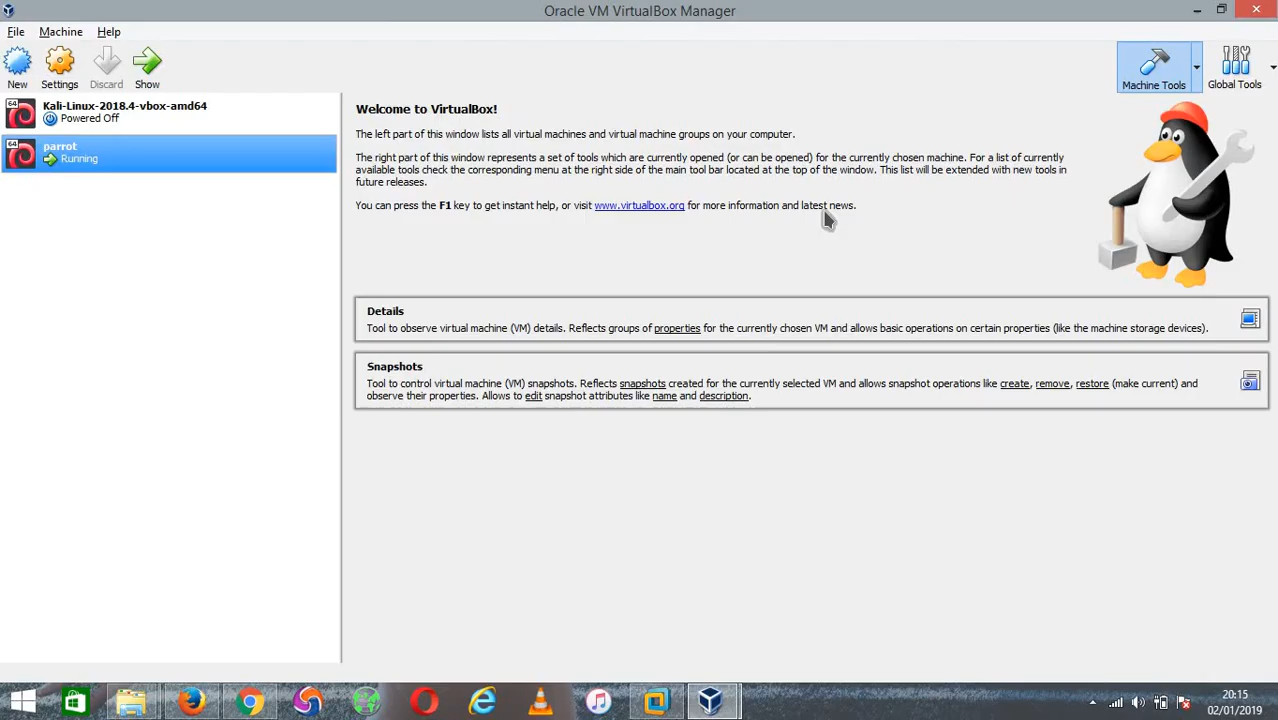 Oracle VM VirtualBox Manager
File Machine Help
New Settings Discard Show
Machine Tools Global Tools
64 Kali-Linux-2018.4-vbox-amd64
Powered Off
64 parrot
Running
Welcome to VirtualBox!
The left part of this window lists all virtual machines and virtual machine groups on your computer.
The right part of this window represents a set of tools which are currently opened (or can be opened) for the currently chosen machine. For a list of currently
available tools check the corresponding menu at the right side of the main tool bar located at the top of the window. This list will be extended with new tools in
future releases.
You can press the F1 key to get instant help, or visit www.virtualbox.org for more information and latest news.
Details
Tool to observe virtual machine (VM) details. Reflects groups of properties for the currently chosen VM and allows basic operations on certain properties (like the machine storage devices).
Snapshots
Tool to control virtual machine (VM) snapshots. Reflects snapshots created for the currently selected VM and allows snapshot operations like create, remove, restore (make current) and
observe their properties. Allows to edit snapshot attributes like name and description.
20:15
02/01/2019